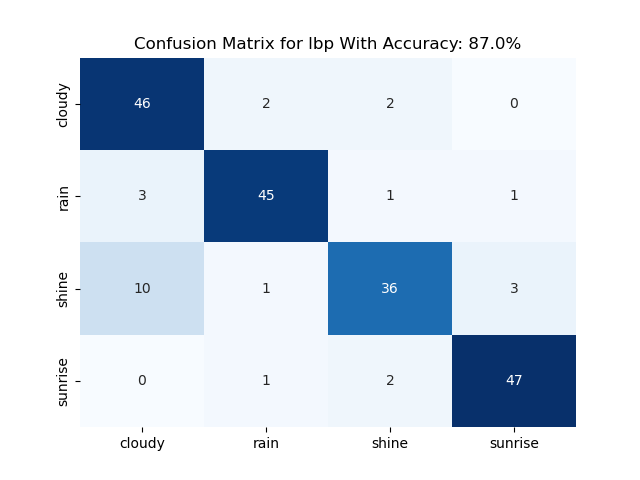 Confusion Matrix for lbp With Accuracy: 87.0%
cloudy 46 2 2 0
rain 3 45 1 1
shine 10 1 36 3
sunrise 0 1 2 47
cloudy rain shine sunrise